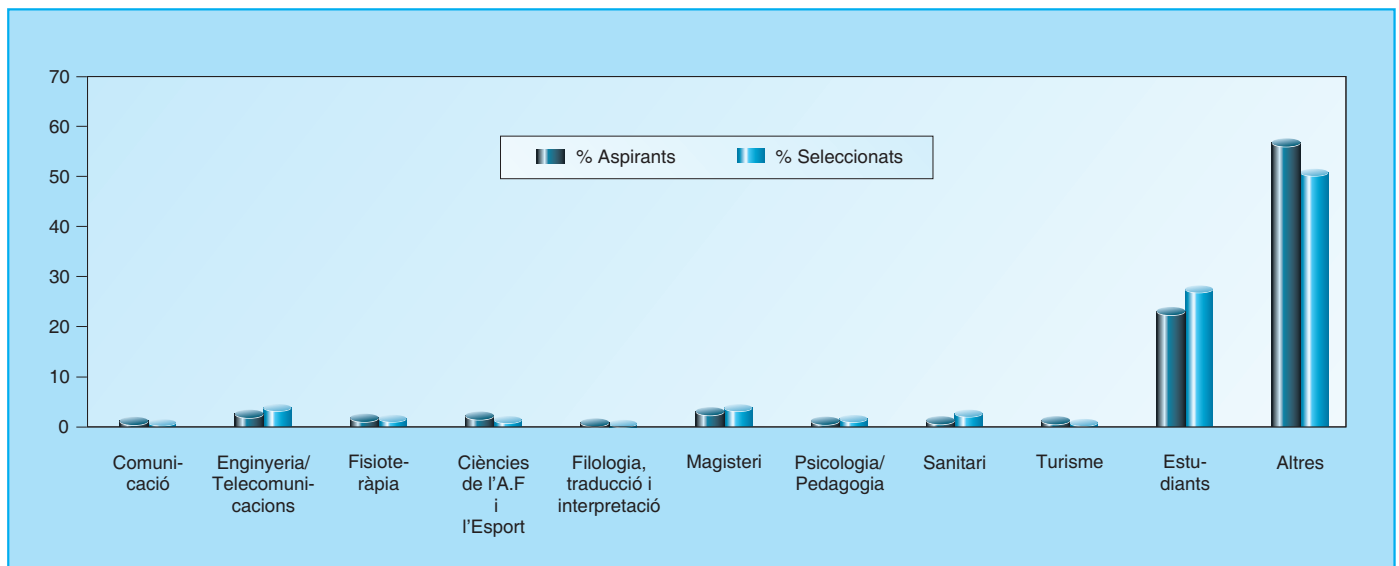 70
60
50
40
30
20
10
0
% Aspirants
% Seleccionats
Comuni-
cació
Enginyeria/
Telecomuni-
cacions
Fisiote-
ràpia
Ciències
de l'A.F
i
l'Esport
Filologia,
traducció i
interpretació
Magisteri
Psicologia/
Pedagogia
Sanitari
Turisme
Estu-
diants
Altres